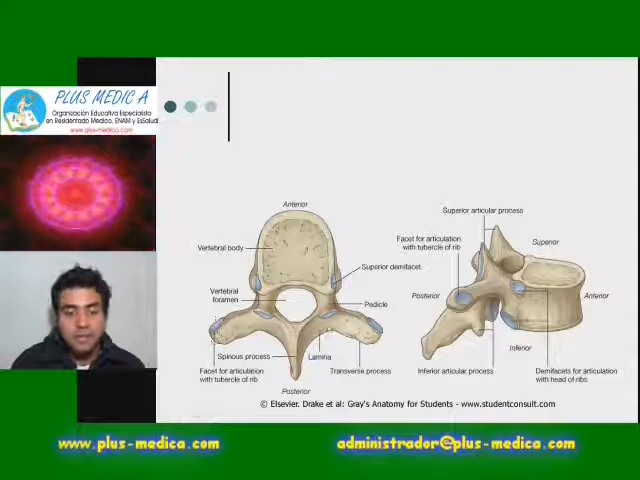 PLUS MEDIC A
Organización Educativa Especialista
en Residentado Médico, ENAM y EsSalud
www.plus-medica.com
Anterior
Vertebral body
Superior demifacet
Vertebral
foramen
Pedicle
Facet for articulation
with tubercle of rib
Spinous process
Lamina
Transverse process
Posterior
Superior articular process
Facet for articulation
with tubercle of rib
Superior
Posterior
Anterior
Inferior
Inferior articular process
Demifacets for articulation
with head of ribs
© Elsevier. Drake et al: Gray's Anatomy for Students - www.studentconsult.com
www.plus-medica.com
administrador@plus-medica.com